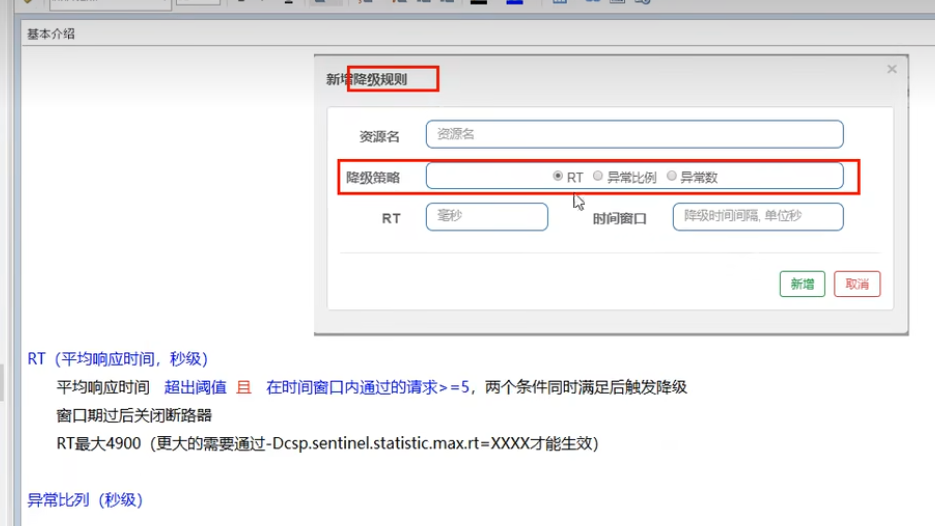 基本介绍
新增降级规则
×
资源名 资源名
降级策略 RT 异常比例 异常数
RT 毫秒 时间窗口 降级时间间隔, 单位秒
新增 取消
RT（平均响应时间，秒级）
平均响应时间 超出阈值 且 在时间窗口内通过的请求>=5，两个条件同时满足后触发降级
窗口期过后关闭断路器
RT最大4900（更大的需要通过-Dcsp.sentinel.statistic.max.rt=XXXX才能生效）
异常比列（秒级）